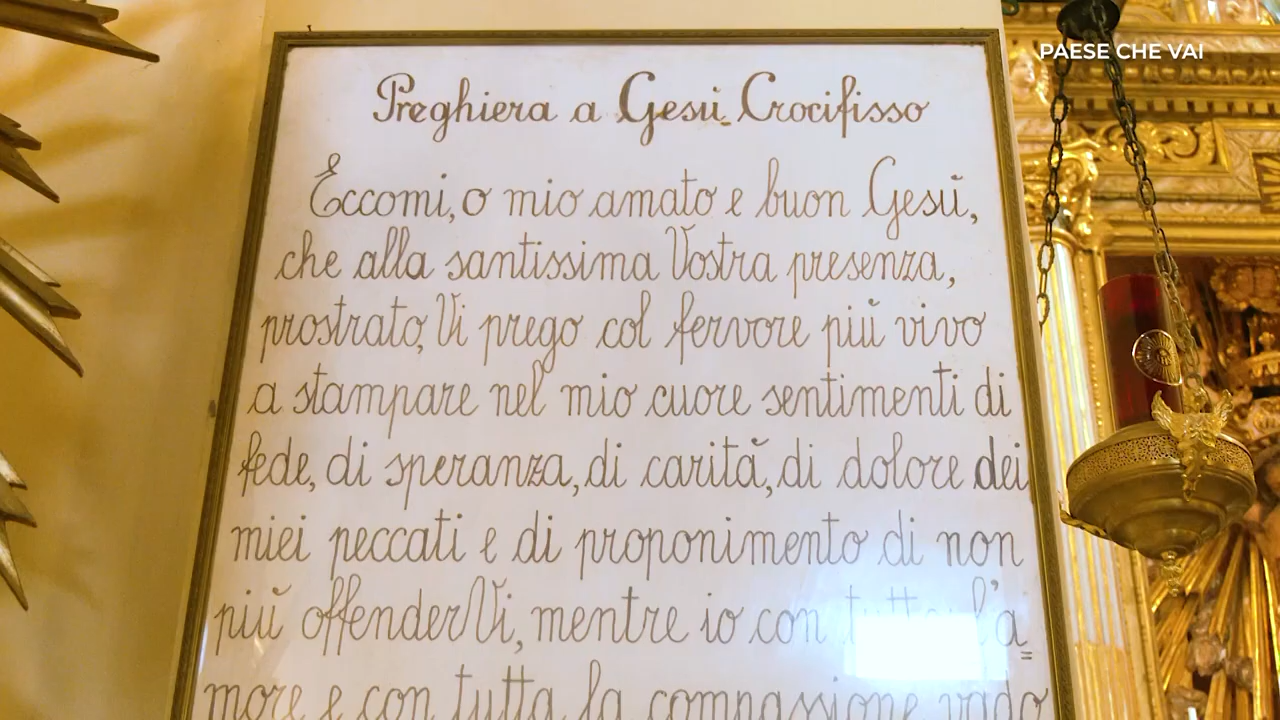 PAESE CHE VAI
Preghiera a Gesù Crocifisso
Eccomi, o mio amato e buon Gesù,
che alla santissima Vostra presenza,
prostrato, Vi prego col fervore più vivo
a stampare nel mio cuore sentimenti di
fede, di speranza, di carità, di dolore dei
miei peccati e di proponimento di non
più offenderVi, mentre io con l'a=
more e con tutta la compassione vado